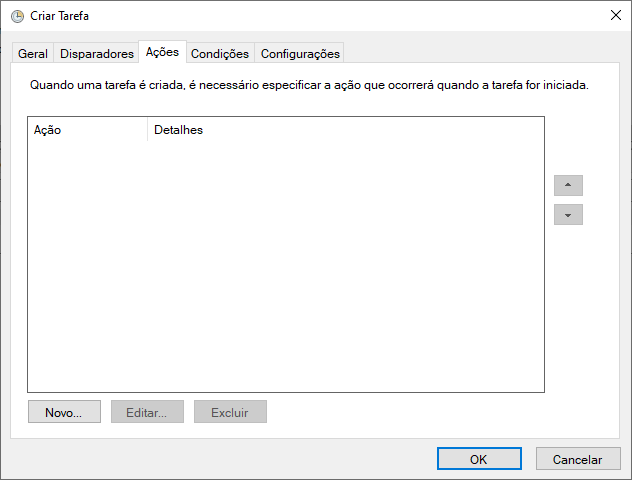 Criar Tarefa
Geral Disparadores Ações Condições Configurações
Quando uma tarefa é criada, é necessário especificar a ação que ocorrerá quando a tarefa for iniciada.
Ação Detalhes
Novo... Editar... Excluir
OK Cancelar